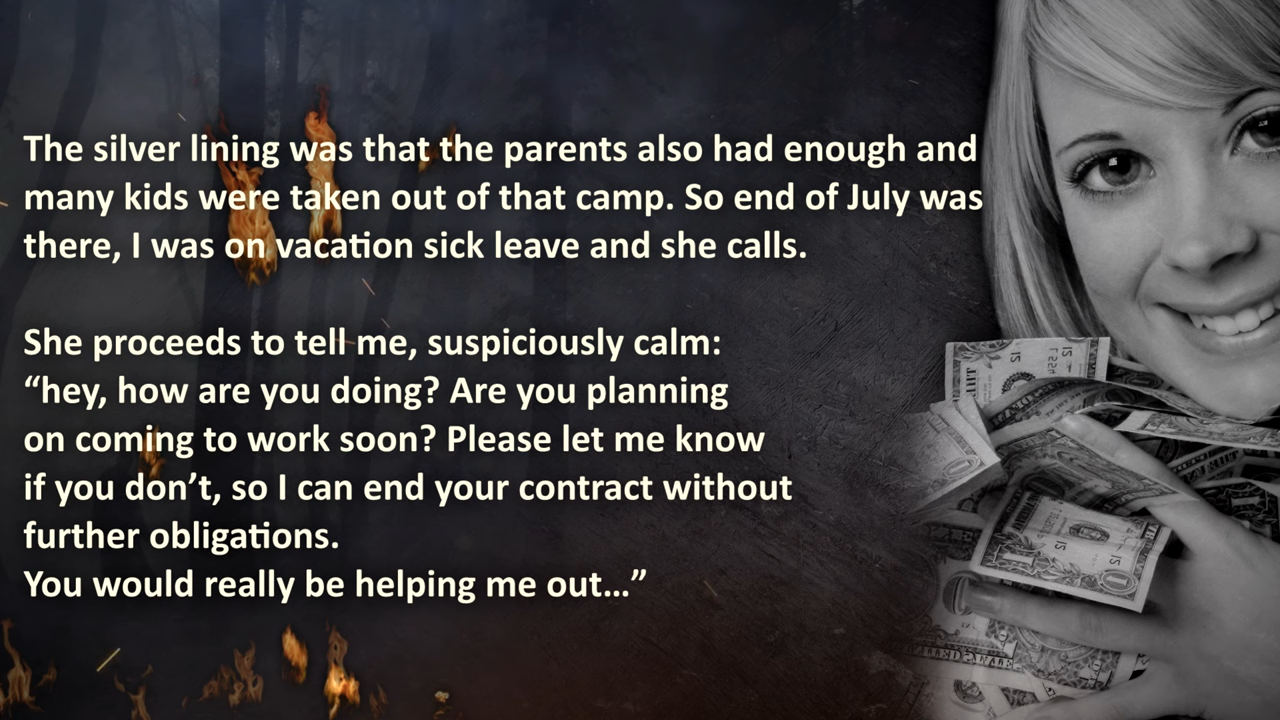 The silver lining was that the parents also had enough and
many kids were taken out of that camp. So end of July was
there, I was on vacation sick leave and she calls.
She proceeds to tell me, suspiciously calm:
“hey, how are you doing? Are you planning
on coming to work soon? Please let me know
if you don’t, so I can end your contract without
further obligations.
You would really be helping me out…”